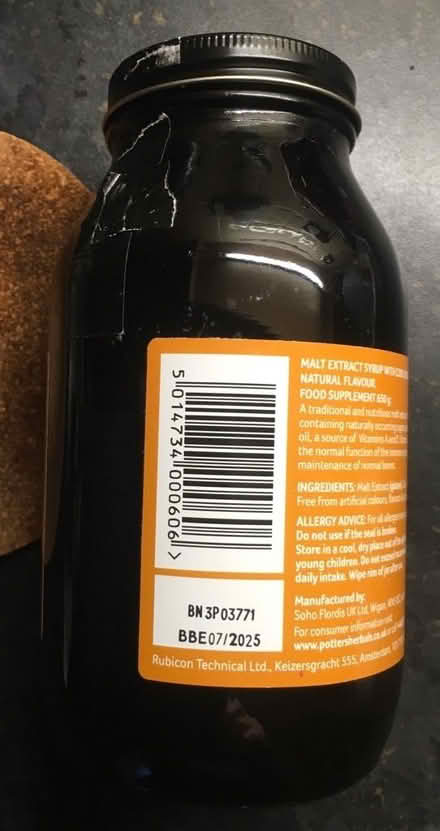 5 014734 000606 >
BN 3P03771
BBE 07/2025
MALT EXTRACT SYRUP WITH COD
NATURAL FLAVOUR
FOOD SUPPLEMENT 650 g
A traditional and nutritious malt
containing naturally occurring
oil, a source of Vitamins A and
the normal function of the immune
maintenance of normal bones.
INGREDIENTS: Malt Extract
Free from artificial colours,
ALLERGY ADVICE: For all allergens
Do not use if the seal is broken.
Store in a cool, dry place out of the
young children. Do not exceed
daily intake. Wipe rim of jar after
Manufactured by:
Soho Flordis UK Ltd, Wigan,
For consumer information
www.pottersherbals.co.uk or call
Rubicon Technical Ltd., Keizersgracht 555, Amsterdam,